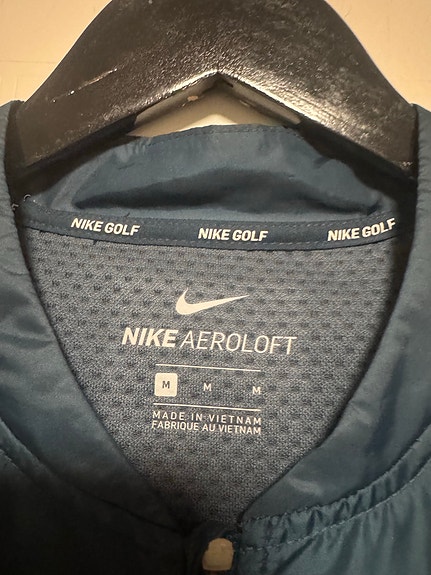 NIKE GOLF NIKE GOLF NIKE GOLF
NIKE AEROLOFT
M M M
MADE IN VIETNAM
FABRIQUE AU VIETNAM